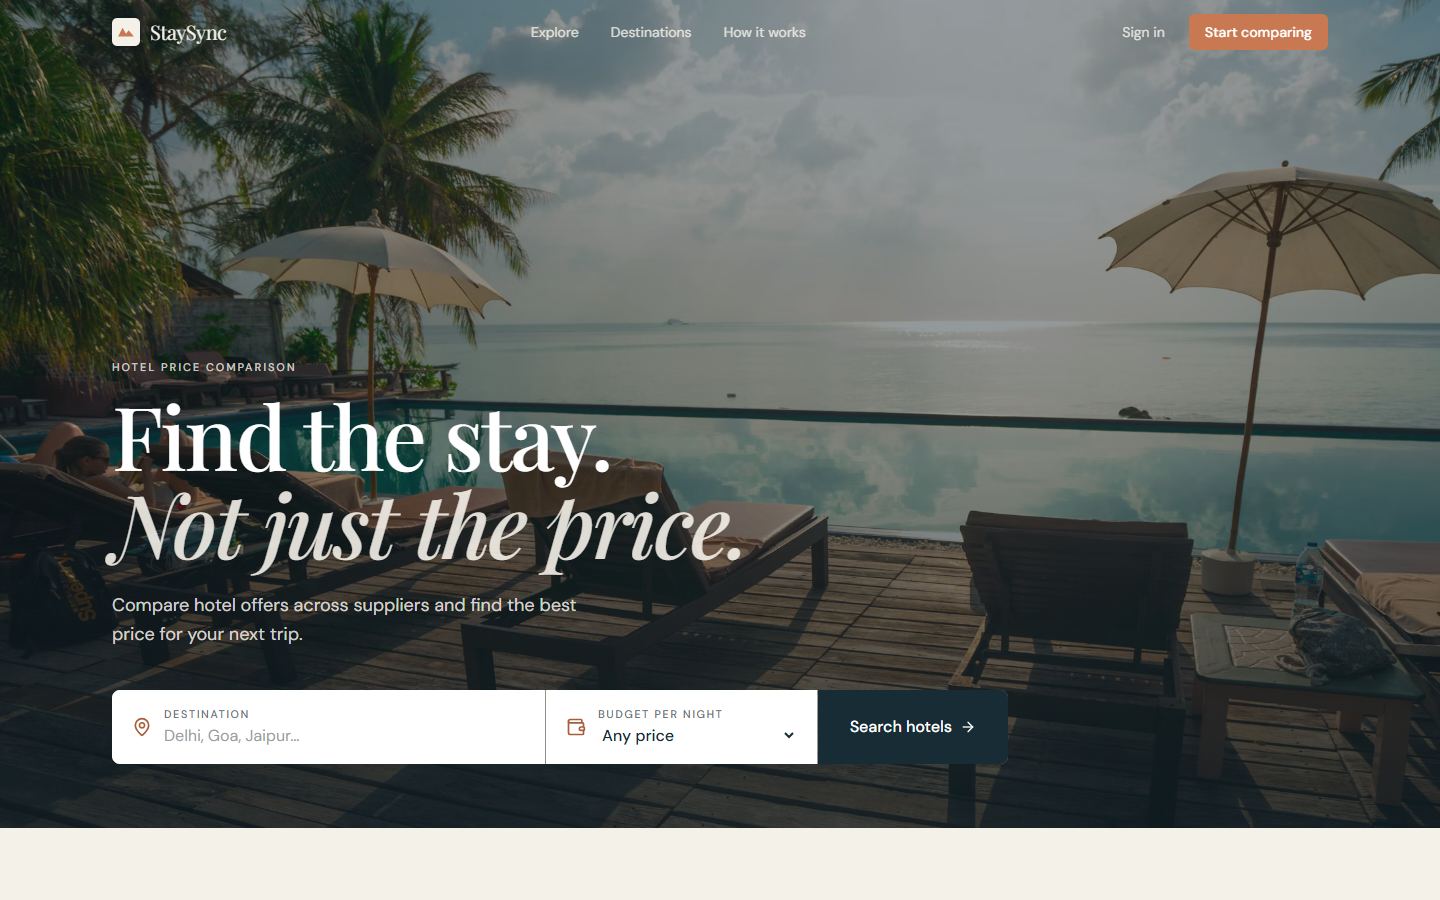 StaySync
Explore
Destinations
How it works
Sign in
Start comparing
HOTEL PRICE COMPARISON
Find the stay.
Not just the price.
Compare hotel offers across suppliers and find the best
price for your next trip.
DESTINATION
Delhi, Goa, Jaipur...
BUDGET PER NIGHT
Any price
Search hotels →